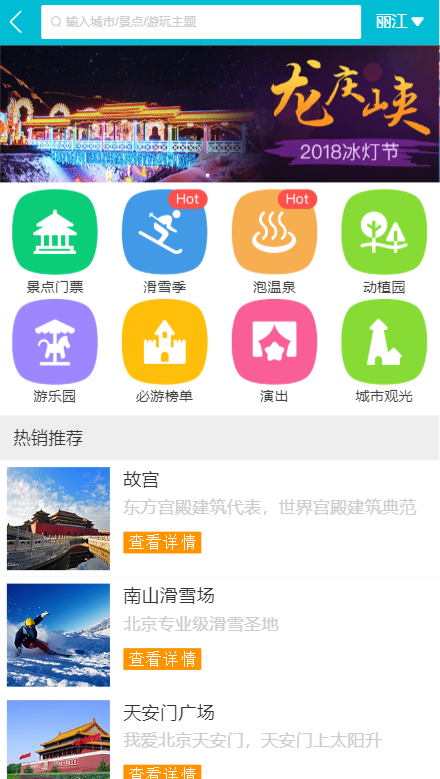 输入城市/景点/游玩主题
丽江
龙庆峡
2018冰灯节
Hot
Hot
景点门票
滑雪季
泡温泉
动植园
游乐园
必游榜单
演出
城市观光
热销推荐
故宫
东方宫殿建筑代表，世界宫殿建筑典范
查看详情
南山滑雪场
北京专业级滑雪圣地
查看详情
天安门广场
我爱北京天安门，天安门上太阳升
查看详情